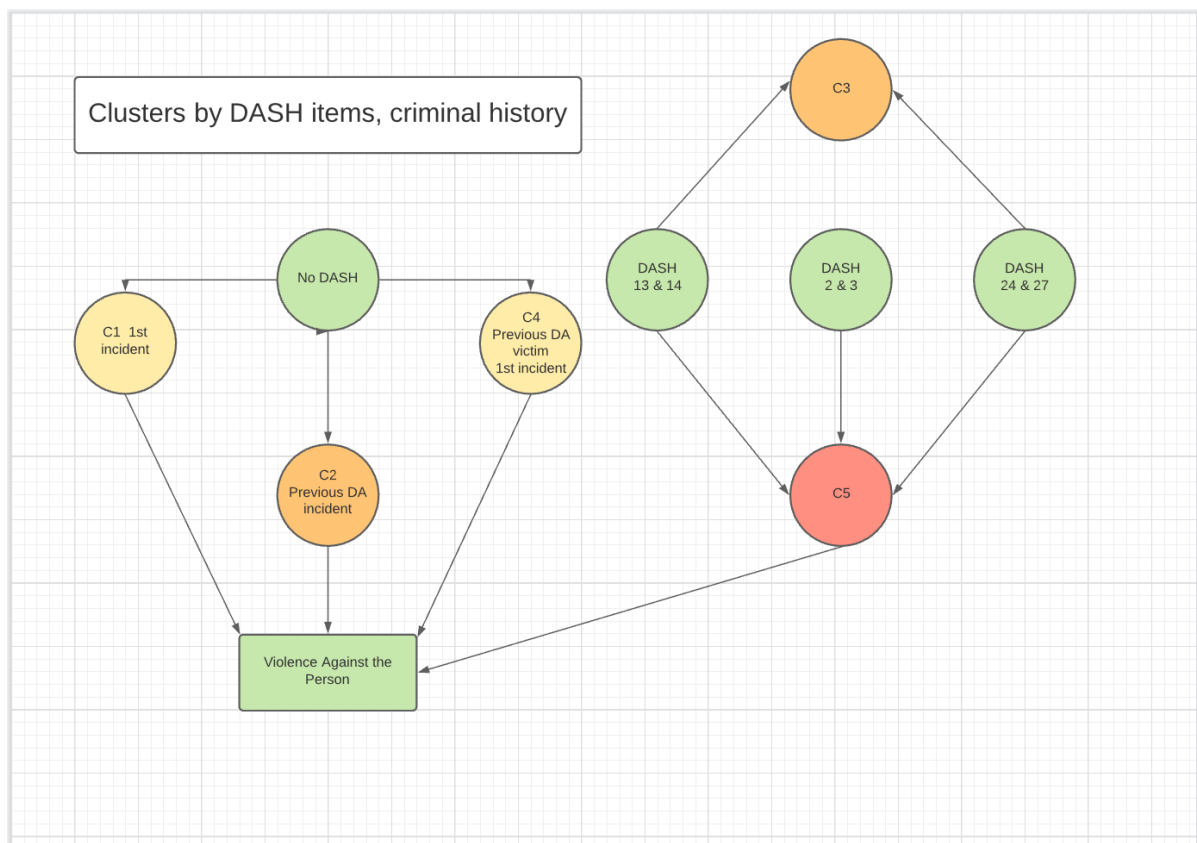 C3
Clusters by DASH items, criminal history
No DASH
DASH
13 & 14
DASH
2 & 3
DASH
24 & 27
C1 1st
incident
C4
Previous DA
victim
1st incident
C2
Previous DA
incident
C5
Violence Against the
Person